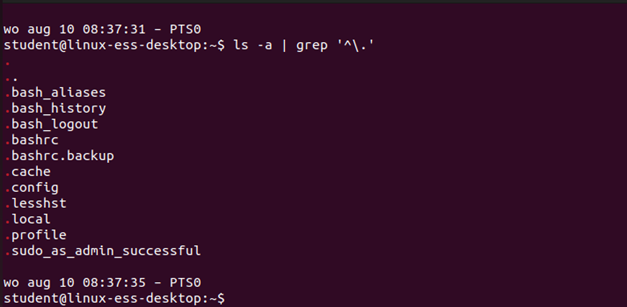 wo aug 10 08:37:31 – PTS0
student@linux-ess-desktop:~$ ls -a | grep '^\.'
.
..
.bash_aliases
.bash_history
.bash_logout
.bashrc
.bashrc.backup
.cache
.config
.lesshst
.local
.profile
.sudo_as_admin_successful
wo aug 10 08:37:35 – PTS0
student@linux-ess-desktop:~$